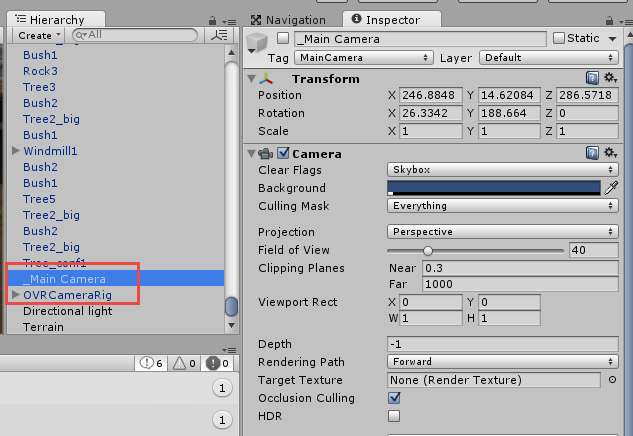 Hierarchy
Create
All
Tree2_big
Bush1
Rock3
Tree3
Bush2
Tree2_big
Bush1
Windmill1
Bush2
Bush1
Tree5
Tree2_big
Bush2
Tree2_big
Tree_conf1
_Main Camera
OVRCameraRig
Directional light
Terrain
6 0 0
1
1
Navigation Inspector
_Main Camera Static
Tag MainCamera Layer Default
Transform
Position X 246.8848 Y 14.62084 Z 286.5718
Rotation X 26.3342 Y 188.664 Z 0
Scale X 1 Y 1 Z 1
Camera
Clear Flags Skybox
Background
Culling Mask Everything
Projection Perspective
Field of View 40
Clipping Planes Near 0.3
Far 1000
Viewport Rect X 0 Y 0
W 1 H 1
Depth -1
Rendering Path Forward
Target Texture None (Render Texture)
Occlusion Culling
HDR